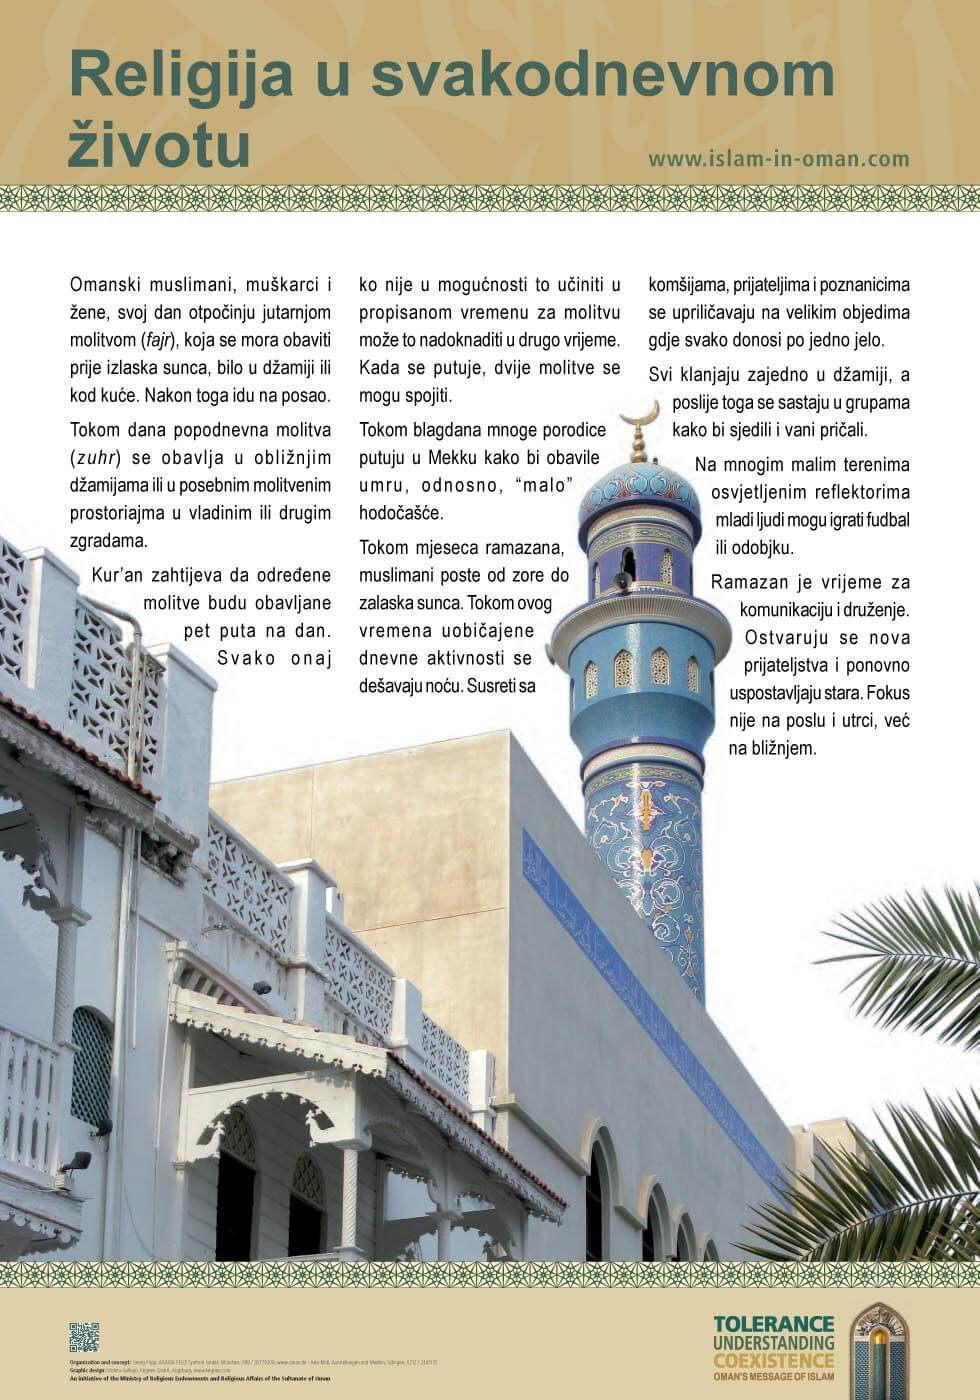 Religija u svakodnevnom
životu
www.islam-in-oman.com
Omanski muslimani, muškarci i
žene, svoj dan otpočinju jutarnjom
molitvom (fajr), koja se mora obaviti
prije izlaska sunca, bilo u džamiji ili
kod kuće. Nakon toga idu na posao.
Tokom dana popodnevna molitva
(zuhr) se obavlja u obližnjim
džamijama ili u posebnim molitvenim
prostoriajma u vladinim ili drugim
zgradama.
Kur’an zahtijeva da određene
molitve budu obavljane
pet puta na dan.
Svako onaj
ko nije u mogućnosti to učiniti u
propisanom vremenu za molitvu
može to nadoknaditi u drugo vrijeme.
Kada se putuje, dvije molitve se
mogu spojiti.
Tokom blagdana mnoge porodice
putuju u Mekku kako bi obavile
umru, odnosno, “malo”
hodočašće.
Tokom mjeseca ramazana,
muslimani poste od zore do
zalaska sunca. Tokom ovog
vremena uobičajene
dnevne aktivnosti se
dešavaju noću. Susreti sa
komšijama, prijateljima i poznanicima
se upriličavaju na velikim objedima
gdje svako donosi po jedno jelo.
Svi klanjaju zajedno u džamiji, a
poslije toga se sastaju u grupama
kako bi sjedili i vani pričali.
Na mnogim malim terenima
osvjetljenim reflektorima
mladi ljudi mogu igrati fudbal
ili odobjku.
Ramazan je vrijeme za
komunikaciju i druženje.
Ostvaruju se nova
prijateljstva i ponovno
uspostavljaju stara. Fokus
nije na poslu i utrci, već
na bližnjem.
Organization and concept: Georg Popp,
Graphic design:
An initiative of the Ministry of Religious Endowments and Religious Affairs of the Sultanate of Oman
TOLERANCE
UNDERSTANDING
COEXISTENCE
OMAN'S MESSAGE OF ISLAM